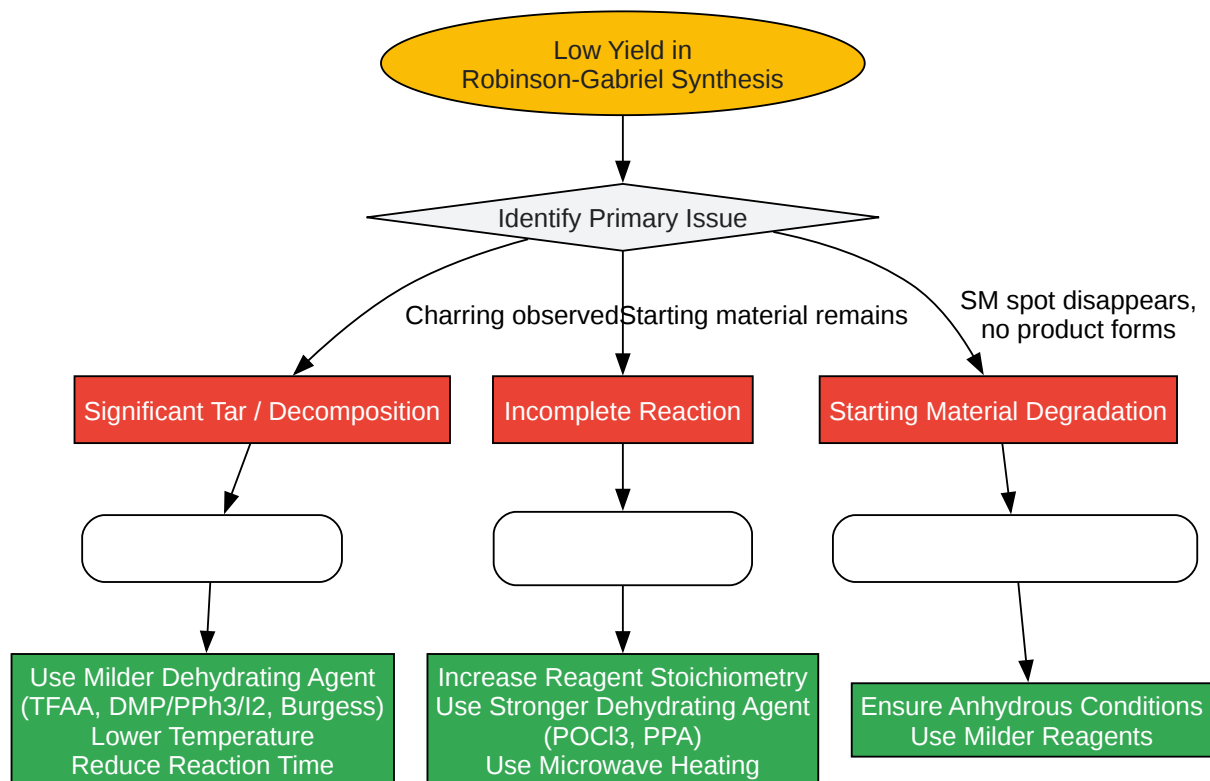 Low Yield in
Robinson-Gabriel Synthesis
Identify Primary Issue
Charring observed
Starting material remains
SM spot disappears,
no product forms
Significant Tar / Decomposition
Incomplete Reaction
Starting Material Degradation
Use Milder Dehydrating Agent
(TFAA, DMP/PPh3/I2, Burgess)
Lower Temperature
Reduce Reaction Time
Increase Reagent Stoichiometry
Use Stronger Dehydrating Agent
(POCl3, PPA)
Use Microwave Heating
Ensure Anhydrous Conditions
Use Milder Reagents